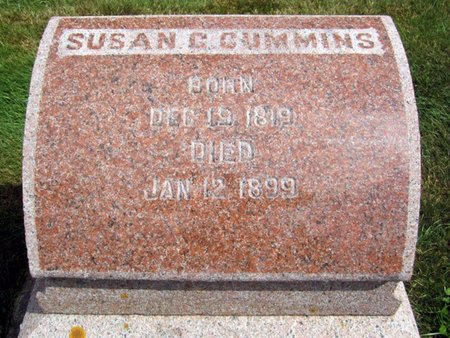 SUSAN C. CUMMINS
BORN
DEC 19, 1819
DIED
JAN 12, 1899